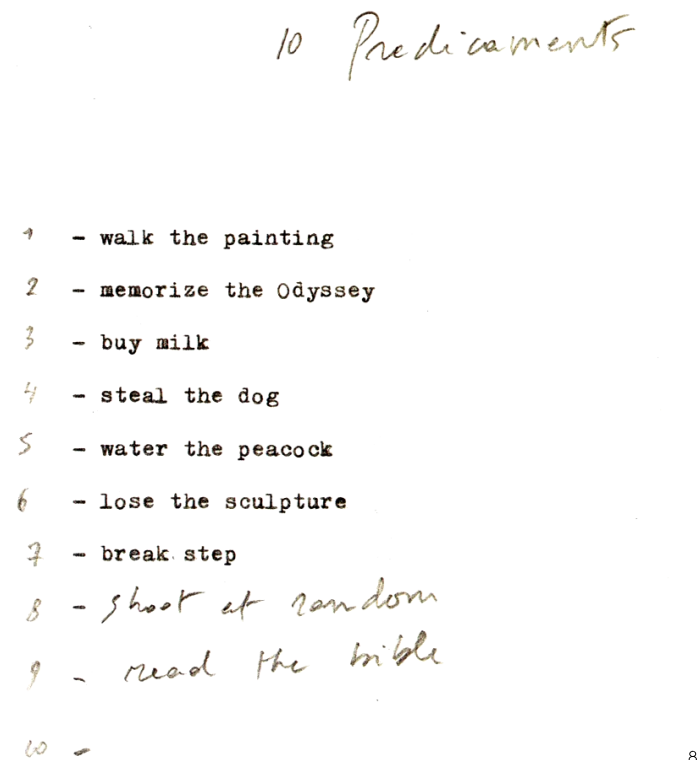 10 Predicaments
1 - walk the painting
2 - memorize the Odyssey
3 - buy milk
4 - steal the dog
5 - water the peacock
6 - lose the sculpture
7 - break step
8 - shoot at random
9 - read the bible
10 -
8